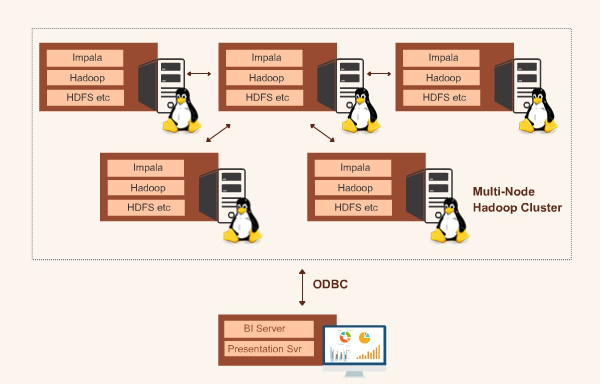 Impala
Hadoop
HDFS etc
Impala
Hadoop
HDFS etc
Impala
Hadoop
HDFS etc
Impala
Hadoop
HDFS etc
Impala
Hadoop
HDFS etc
Multi-Node
Hadoop Cluster
ODBC
BI Server
Presentation Svr